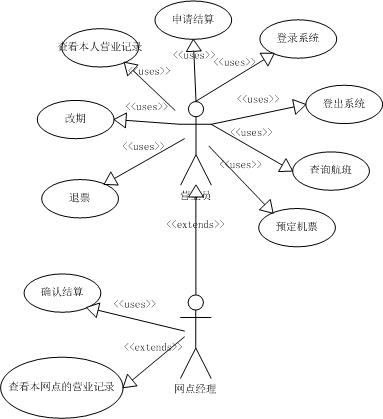 申请结算
查看本人营业记录
登录系统
<<uses>>
<<uses>>
<<uses>>
改期
<<uses>>
<<uses>>
登出系统
<<uses>>
<<uses>>
查询航班
<<uses>>
退票
营业员
预定机票
<<extends>>
确认结算
<<uses>>
<<extends>>
查看本网点的营业记录
网点经理